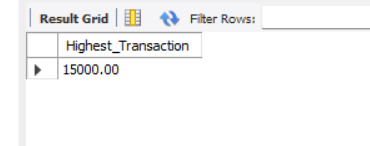 Result Grid Filter Rows:
Highest_Transaction
15000.00